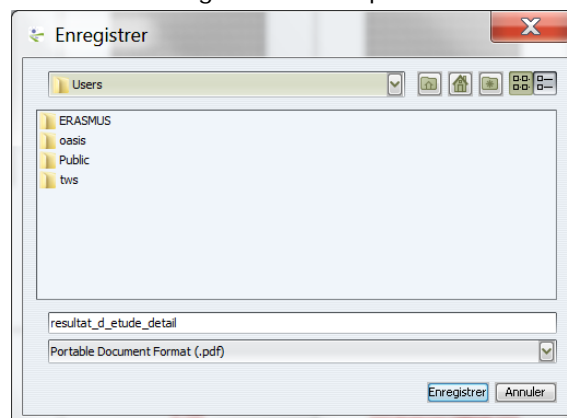 Enregistrer
Users
ERASMUS
oasis
Public
tws
resultat_d_etude_detail
Portable Document Format (.pdf)
Enregistrer Annuler